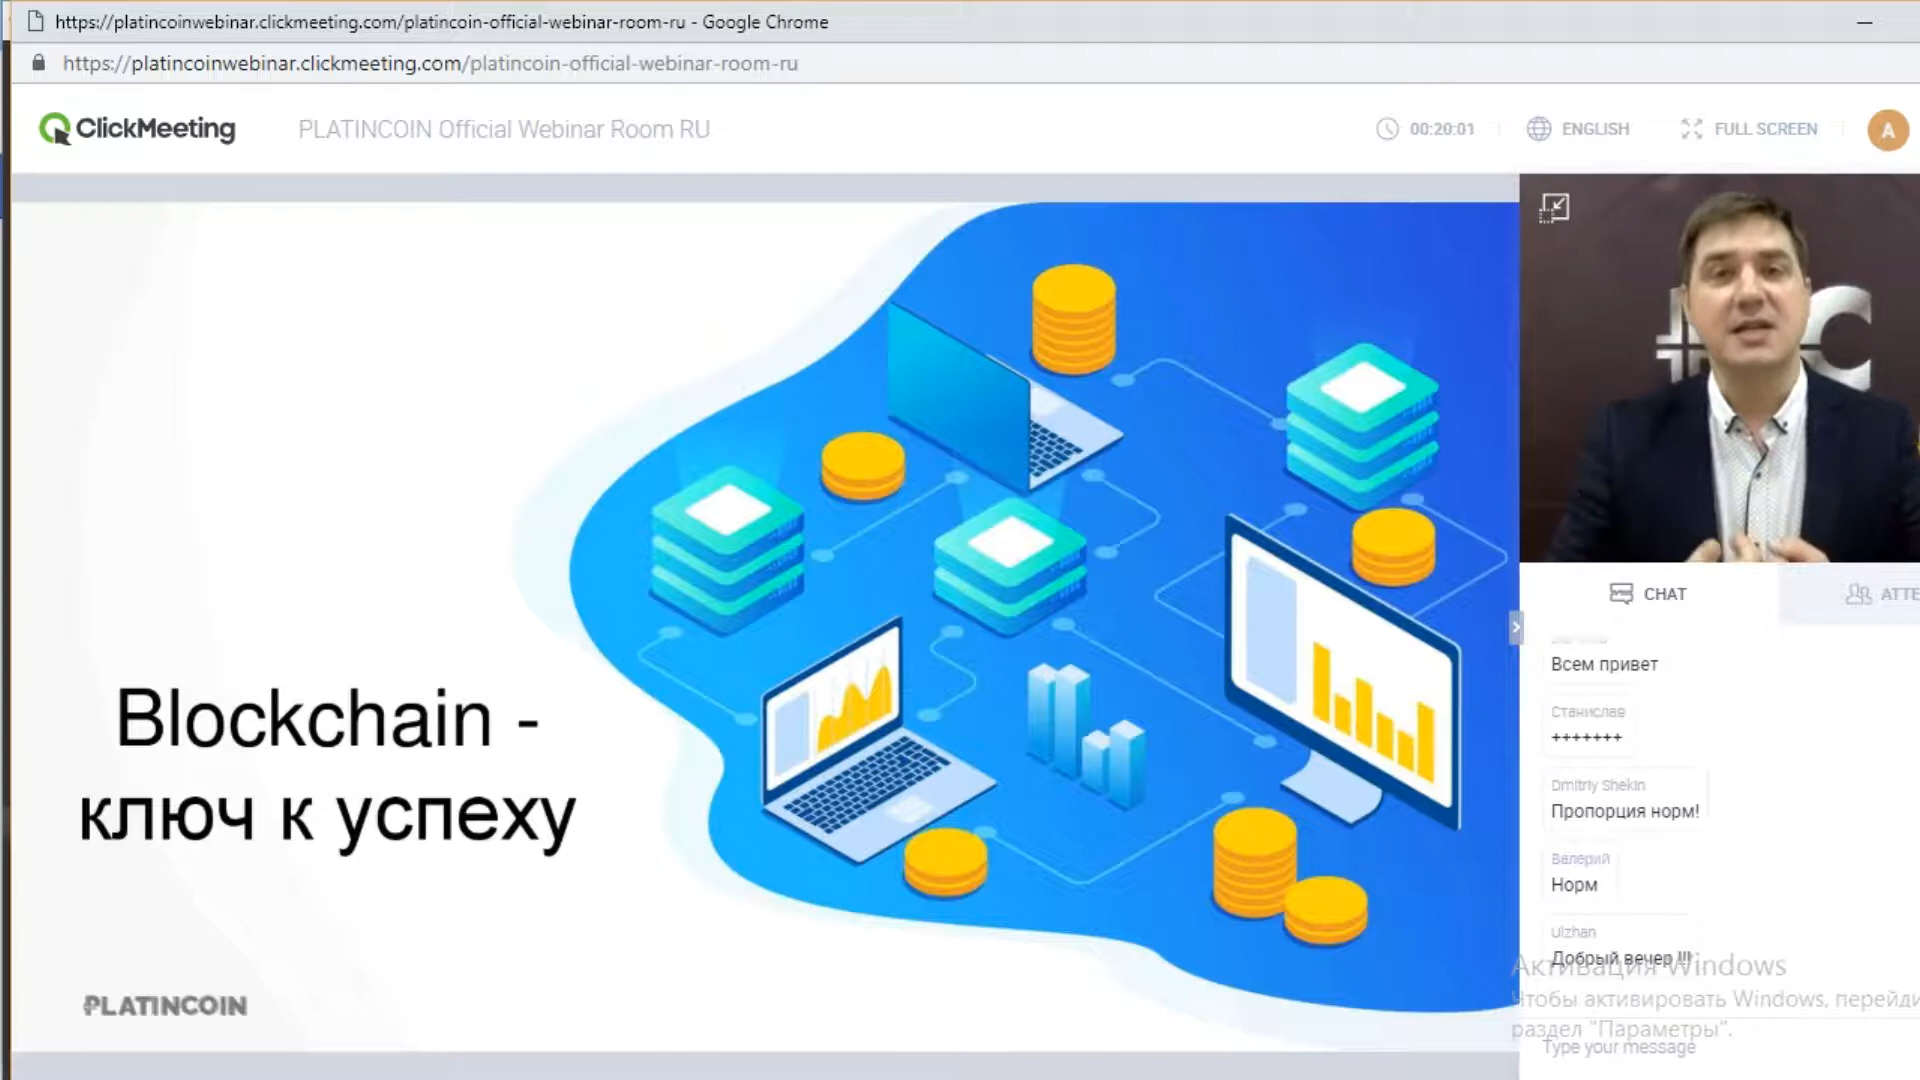 https://platincoinwebinar.clickmeeting.com/platincoin-official-webinar-room-ru - Google Chrome
https://platincoinwebinar.clickmeeting.com/platincoin-official-webinar-room-ru
ClickMeeting
PLATINCOIN Official Webinar Room RU
00:20:01
ENGLISH
FULL SCREEN
A
Blockchain -
ключ к успеху
PLATINCOIN
CHAT
ATTE
Всем привет
Станислав
+++++++
Dmitriy Shekin
Пропорция норм!
Валерий
Норм
Ulzhan
Добрый вечер !!!
Активация Windows
Чтобы активировать Windows, перейди
раздел "Параметры".
Type your message